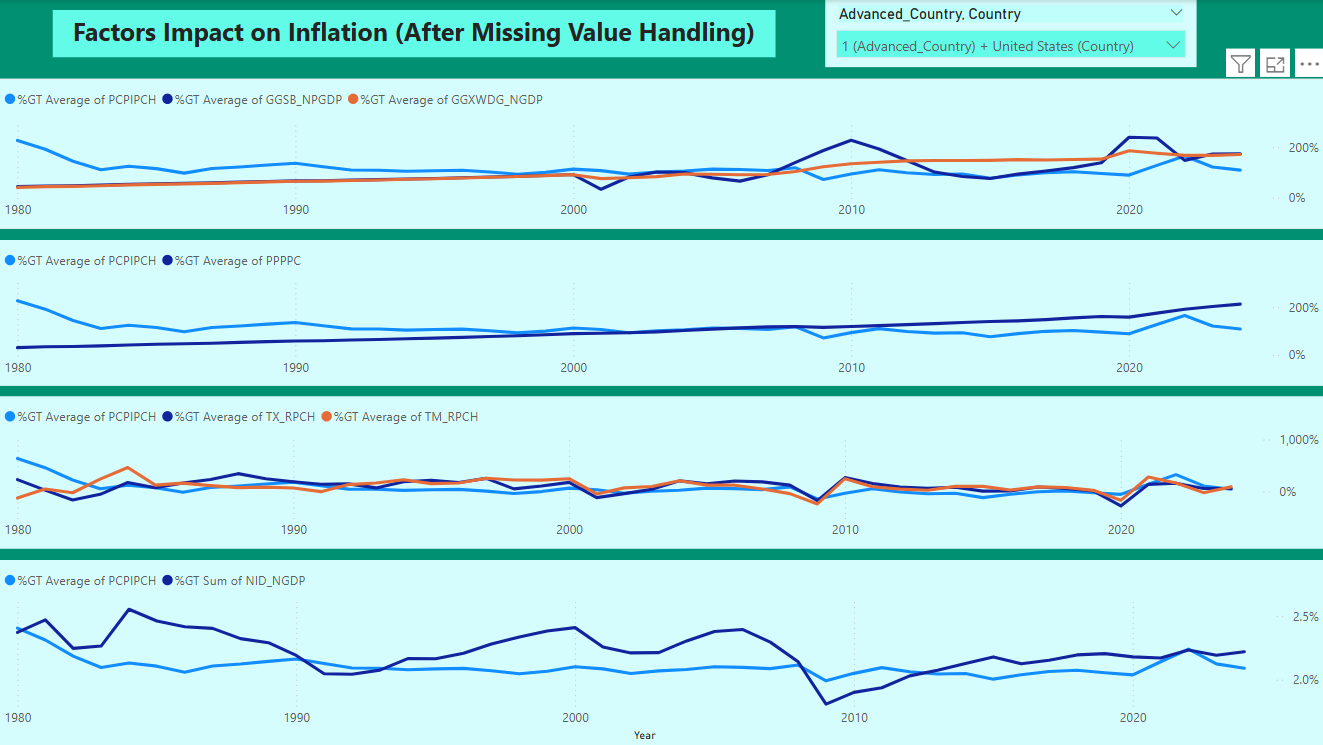 Factors Impact on Inflation (After Missing Value Handling)
Advanced_Country, Country
1 (Advanced_Country) + United States (Country)
%GT Average of PCPIPCH %GT Average of GGSB_NPGDP %GT Average of GGXWDG_NGDP
200%
0%
1980 1990 2000 2010 2020
%GT Average of PCPIPCH %GT Average of PPPPC
200%
0%
1980 1990 2000 2010 2020
%GT Average of PCPIPCH %GT Average of TX_RPCH %GT Average of TM_RPCH
1,000%
0%
1980 1990 2000 2010 2020
%GT Average of PCPIPCH %GT Sum of NID_NGDP
2.5%
2.0%
1980 1990 2000 2010 2020
Year